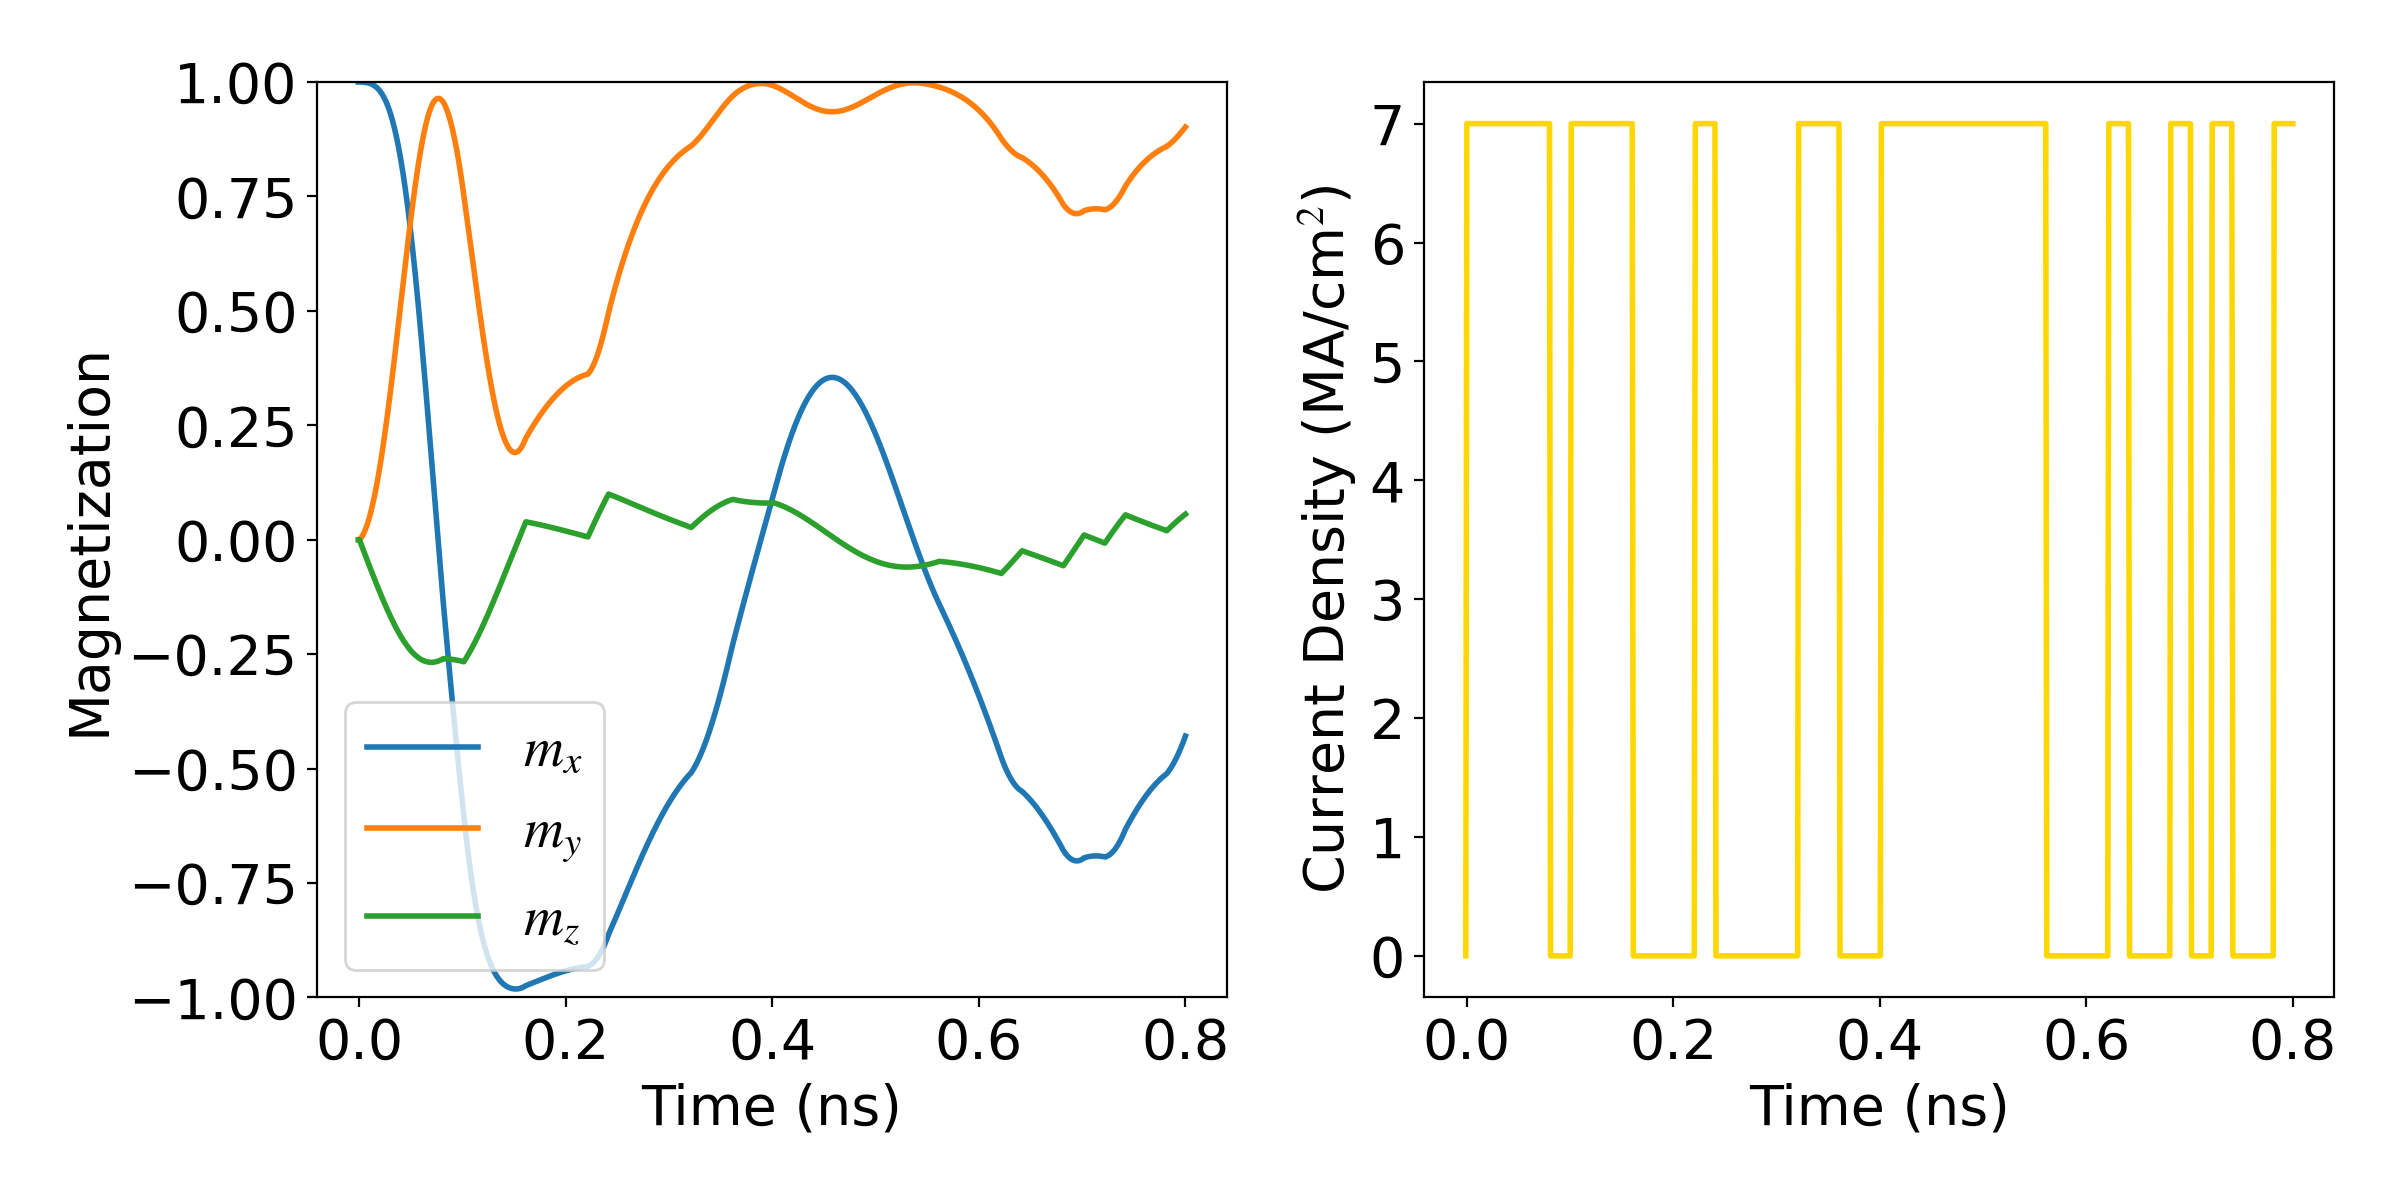 Magnetization
1.00
0.75
0.50
0.25
0.00
−0.25
−0.50
−0.75
−1.00
0.0 0.2 0.4 0.6 0.8
Time (ns)
m_x
m_y
m_z
Current Density (MA/cm²)
7
6
5
4
3
2
1
0
0.0 0.2 0.4 0.6 0.8
Time (ns)